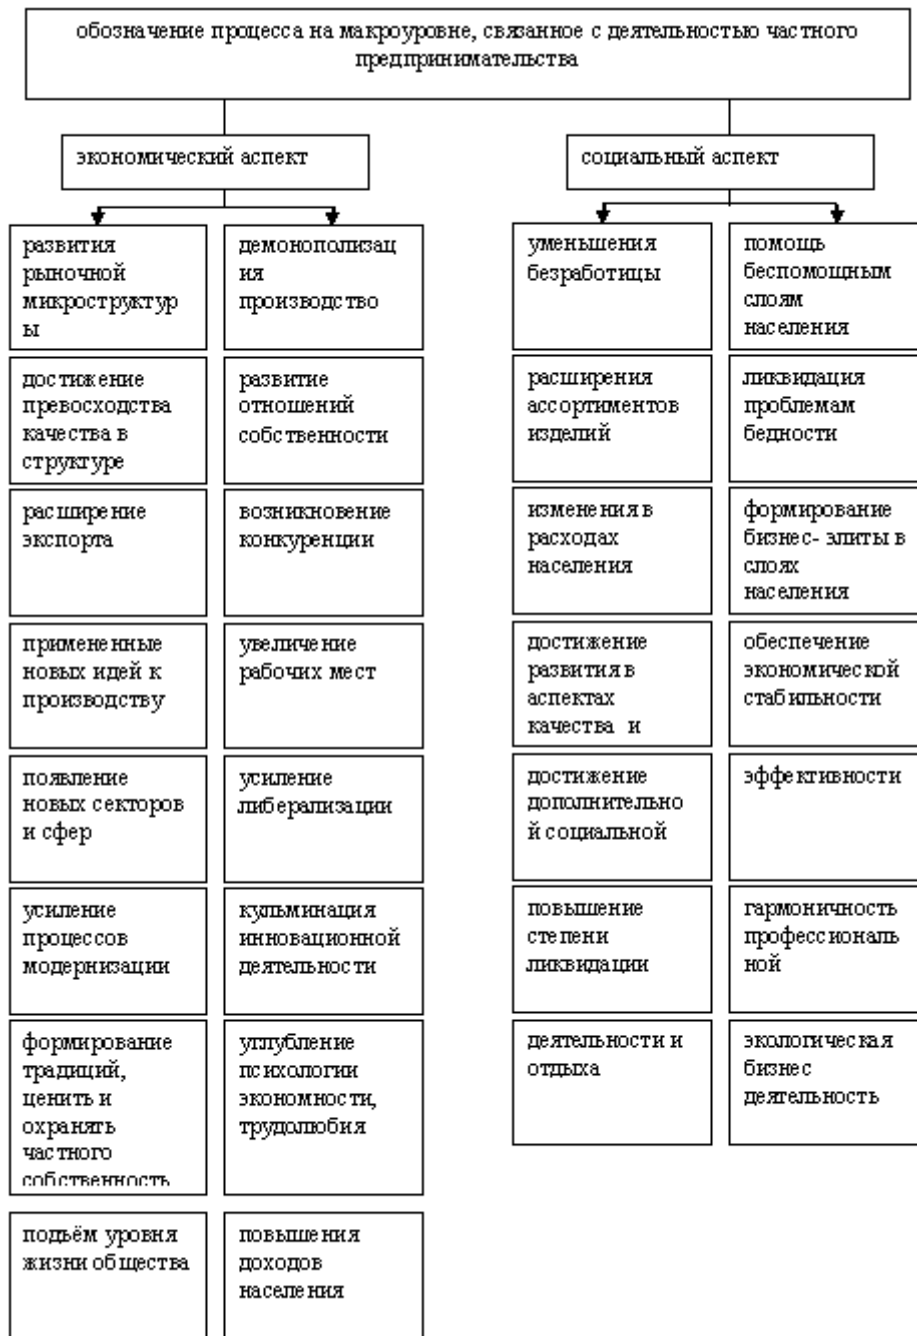 обозначение процесса на макроуровне, связанное с деятельностью частного
предпринимательства
экономический аспект
социальный аспект
развития
рыночной
микроструктур
ы
демонополизац
ия
производство
уменьшения
безработицы
помощь
беспомощным
слоям
населения
достижение
превосходства
качества в
структуре
развитие
отношений
собственности
расширения
ассортиментов
изделий
ликвидация
проблемам
бедности
расширение
экспорта
возникновение
конкуренции
изменения в
расходах
населения
формирование
бизнес- элиты в
слоях
населения
примененные
новых идей к
производству
увеличение
рабочих мест
достижение
развития в
аспектах
качества и
обеспечение
экономической
стабильности
появление
новых секторов
и сфер
усиление
либерализации
достижение
дополнительно
й социальной
эффективности
усиление
процессов
модернизации
кульминация
инновационной
деятельности
повышение
степени
ликвидации
гармоничность
профессиональ
ной
формирование
традиций,
ценить и
охранять
частного
собственность
углубление
психологии
экономности,
трудолюбия
деятельности и
отдыха
экологическая
бизнес
деятельность
подъём уровня
жизни общества
повышения
доходов
населения